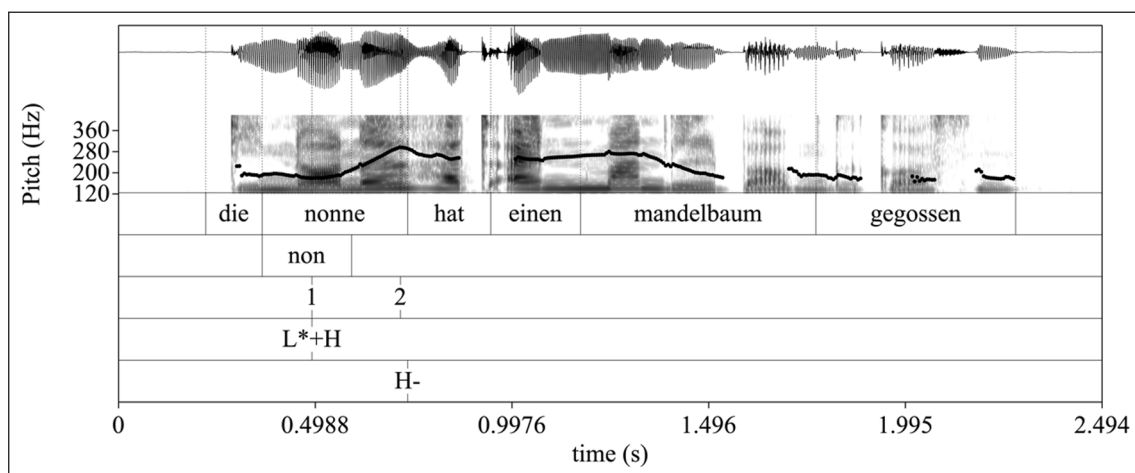 Pitch (Hz)
360
280
200
120
die nonne hat einen mandelbaum gegossen
non
1 2
L*+H
H-
0 0.4988 0.9976 1.496 1.995 2.494
time (s)